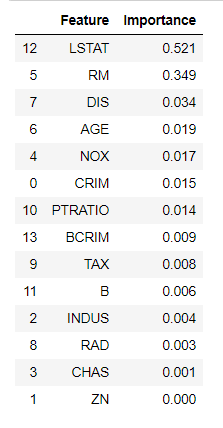 Feature Importance
12 LSTAT 0.521
5 RM 0.349
7 DIS 0.034
6 AGE 0.019
4 NOX 0.017
0 CRIM 0.015
10 PTRATIO 0.014
13 BCRIM 0.009
9 TAX 0.008
11 B 0.006
2 INDUS 0.004
8 RAD 0.003
3 CHAS 0.001
1 ZN 0.000